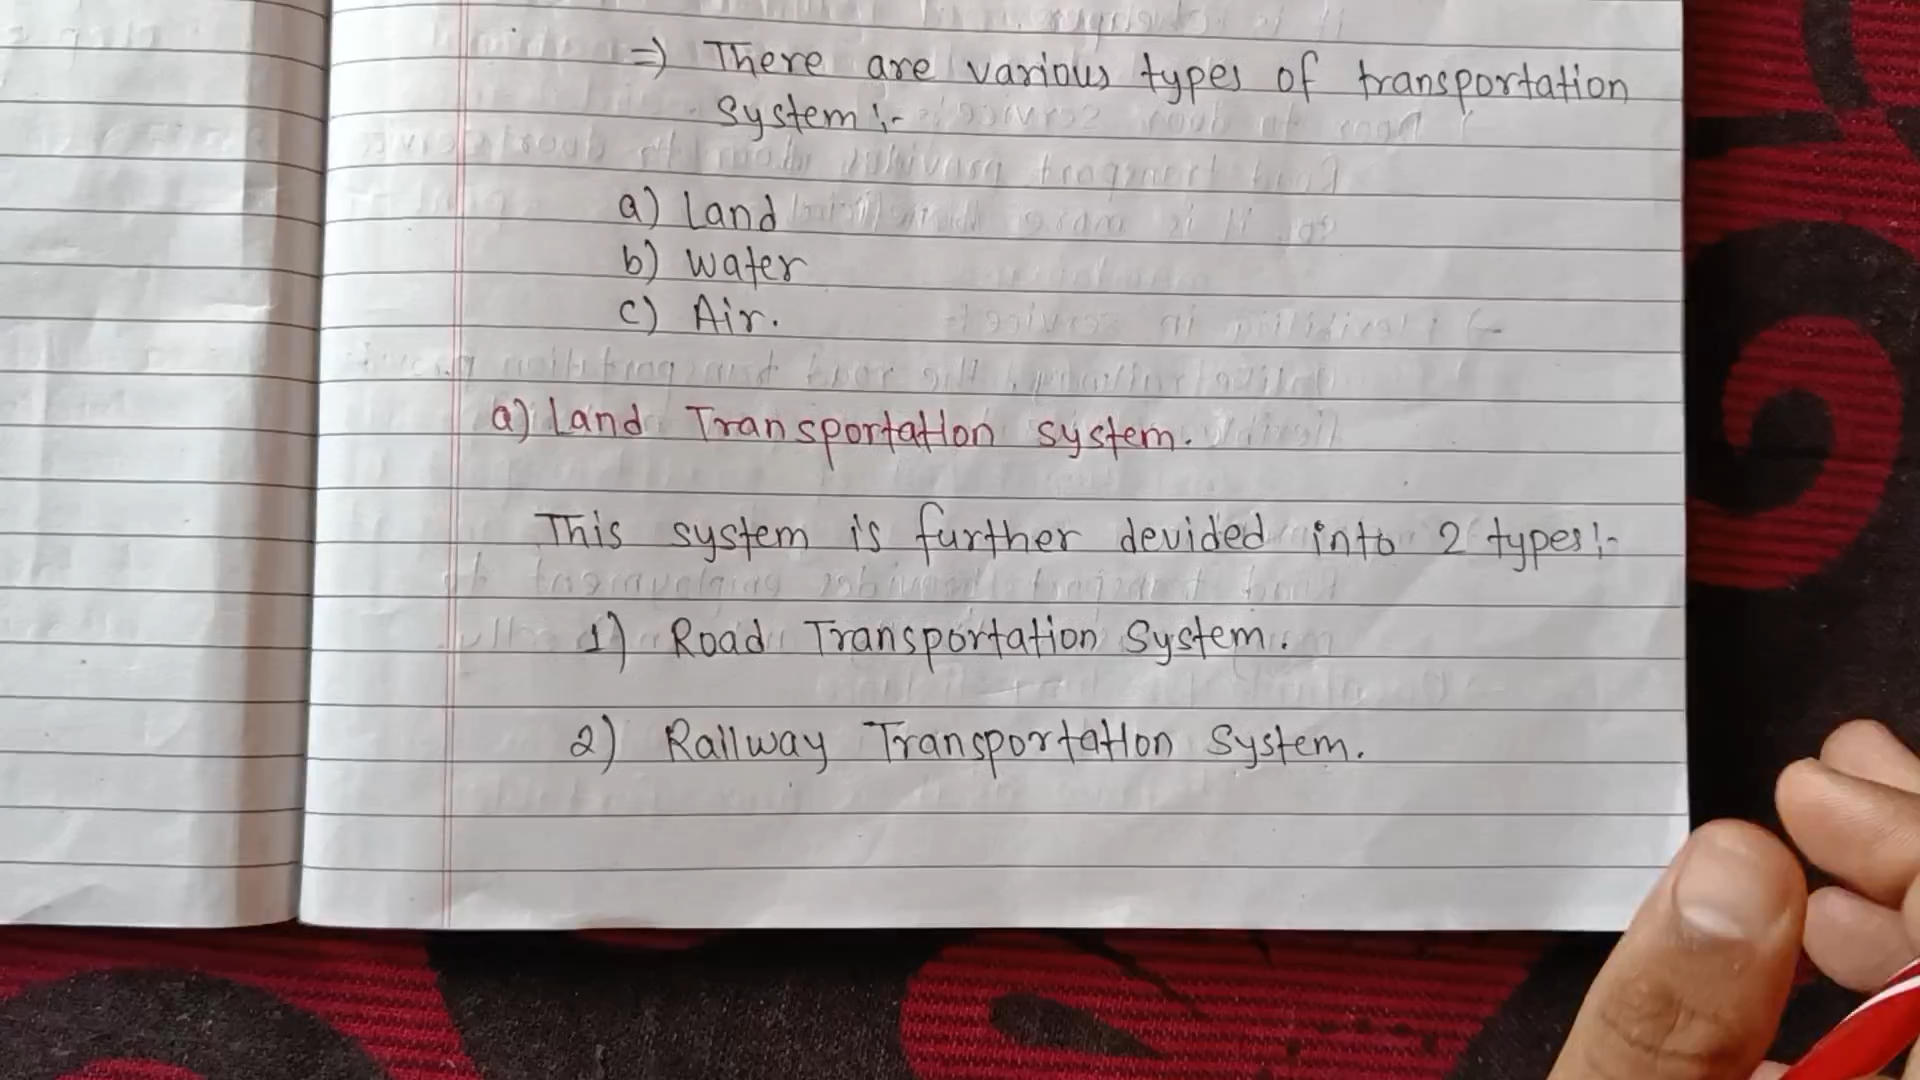 =) There are various types of transportation
System :-
a) Land
b) Water
c) Air.
a) Land Transportation system.
This system is further devided into 2 types:-
1) Road Transportation System.
2) Railway Transportation System.